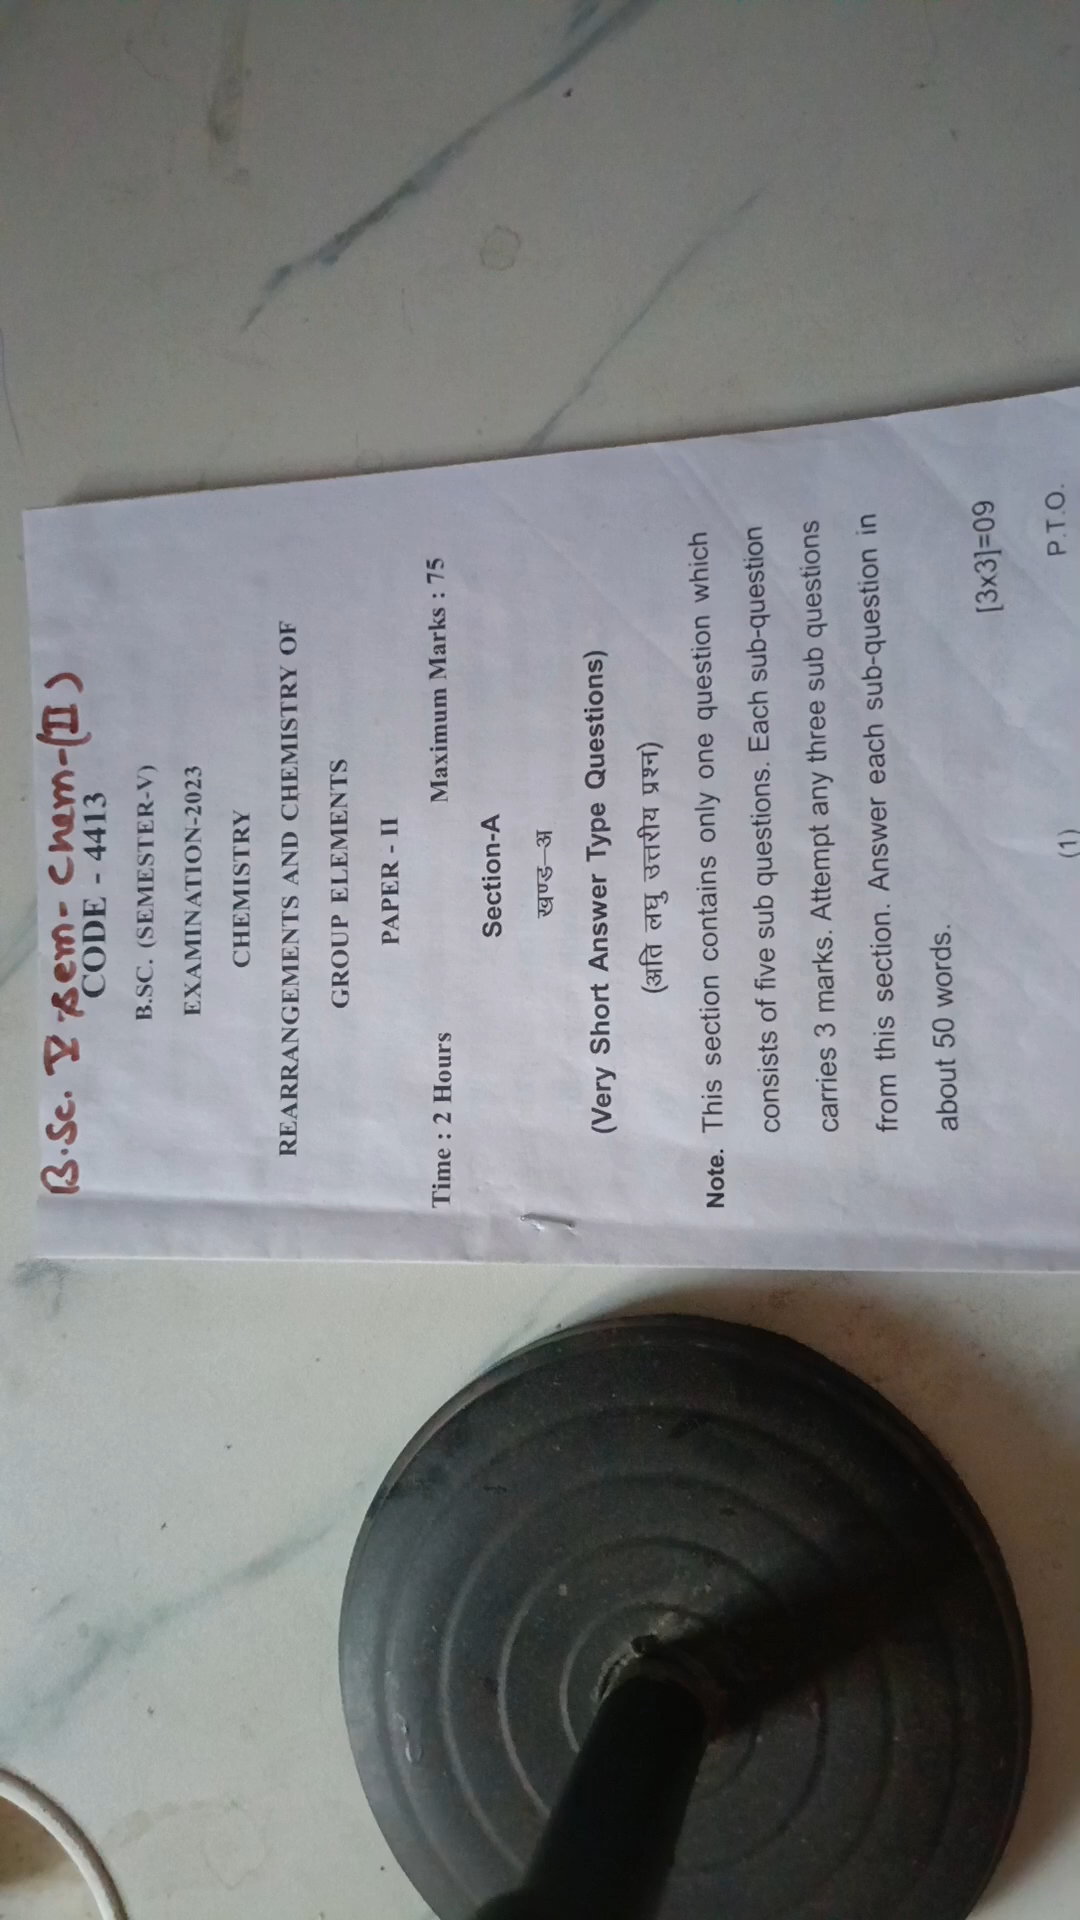 B.Sc. V Sem - Chem-(II)
CODE - 4413
B.SC. (SEMESTER-V)
EXAMINATION-2023
CHEMISTRY
REARRANGEMENTS AND CHEMISTRY OF
GROUP ELEMENTS
PAPER - II
Time : 2 Hours Maximum Marks : 75
Section-A
खण्ड-अ
(Very Short Answer Type Questions)
(अति लघु उत्तरीय प्रश्न)
Note. This section contains only one question which
consists of five sub questions. Each sub-question
carries 3 marks. Attempt any three sub questions
from this section. Answer each sub-question in
about 50 words.
[3x3]=09
(1) P.T.O.